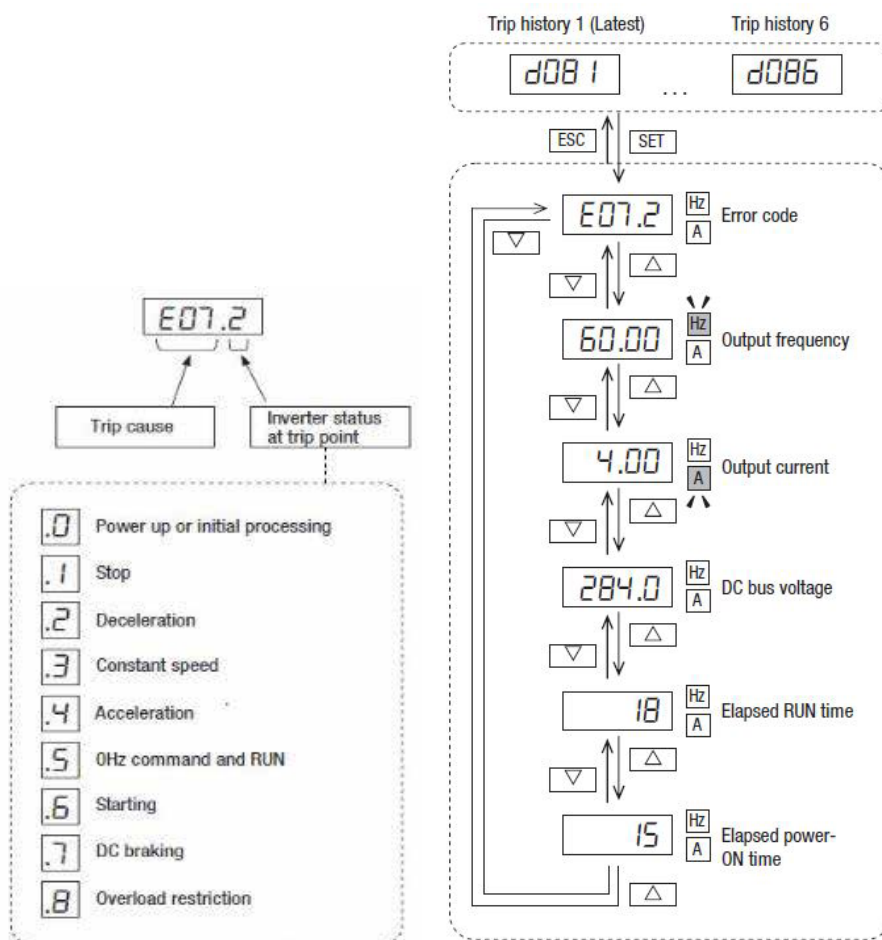 Trip history 1 (Latest)
Trip history 6
d081
...
d086
ESC
SET
E07.2
Hz
A
Error code
60.00
Hz
A
Output frequency
4.00
Hz
A
Output current
284.0
Hz
A
DC bus voltage
18
Hz
A
Elapsed RUN time
15
Hz
A
Elapsed power-
ON time
E07.2
Trip cause
Inverter status
at trip point
.0 Power up or initial processing
.1 Stop
.2 Deceleration
.3 Constant speed
.4 Acceleration
.5 0Hz command and RUN
.6 Starting
.7 DC braking
.8 Overload restriction